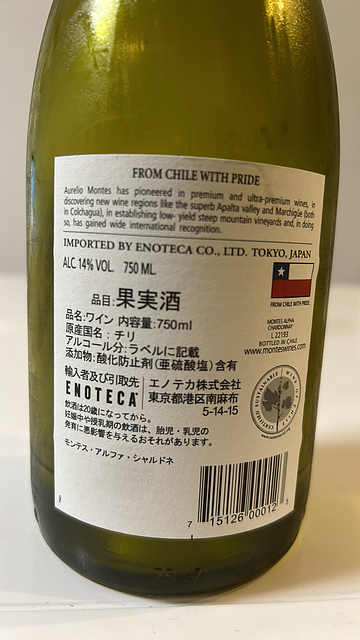 FROM CHILE WITH PRIDE
Aurelio Montes has pioneered in premium and ultra-premium wines, in
discovering new wine regions like the superb Apalta valley and Marchigüe (both
in Colchagua), in establishing low- yield steep mountain vineyards and, in doing
so, has gained wide international recognition.
IMPORTED BY ENOTECA CO., LTD. TOKYO, JAPAN
ALC. 14% VOL. 750 ML.
FROM CHILE WITH PRIDE
品目:果実酒
品名:ワイン 内容量:750ml
原産国名:チリ
アルコール分:ラベルに記載
添加物:酸化防止剤(亜硫酸塩)含有
MONTES ALPHA
CHARDONNAY
L 22193
BOTTLED IN CHILE
www.monteswines.com
輸入者及び引取先
ENOTECA
エノテカ株式会社
東京都港区南麻布
5-14-15
飲酒は20歳になってから。
妊娠中や授乳期の飲酒は、胎児・乳児の
発育に悪影響を与えるおそれがあります。
モンテス・アルファ・シャルドネ
CERTIFIED SUSTAINABLE WINE OF CHILE
7 15126 00012 3